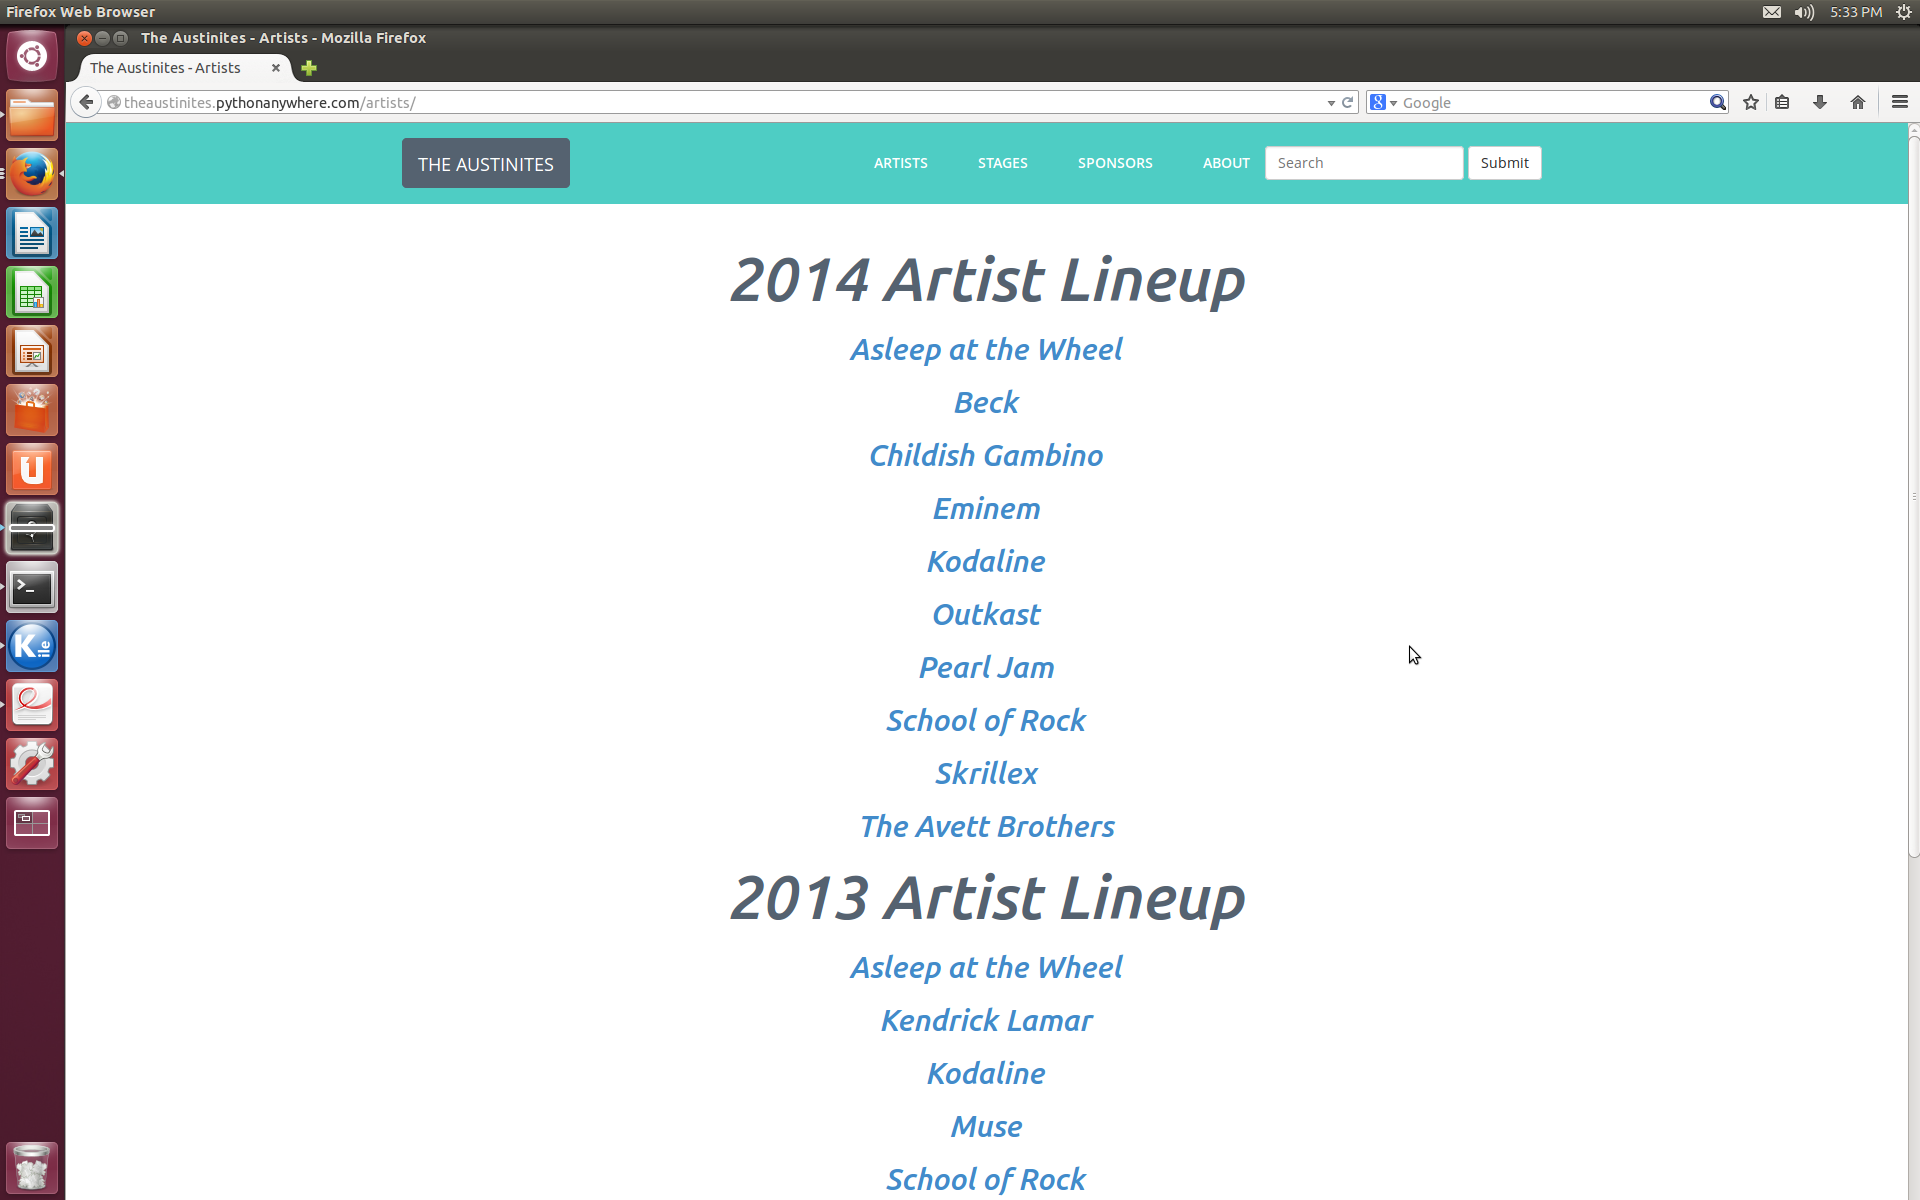 Firefox Web Browser
5:33 PM
The Austinites - Artists - Mozilla Firefox
The Austinites - Artists
theaustinites.pythonanywhere.com/artists/
Google
THE AUSTINITES
ARTISTS
STAGES
SPONSORS
ABOUT
Search
Submit
2014 Artist Lineup
Asleep at the Wheel
Beck
Childish Gambino
Eminem
Kodaline
Outkast
Pearl Jam
School of Rock
Skrillex
The Avett Brothers
2013 Artist Lineup
Asleep at the Wheel
Kendrick Lamar
Kodaline
Muse
School of Rock